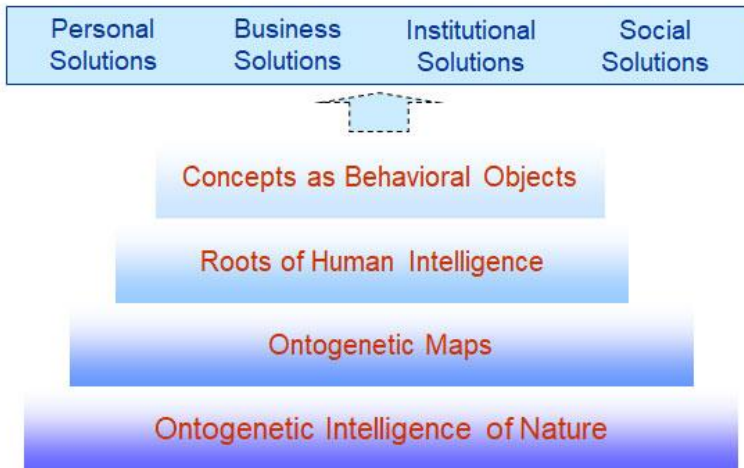 Personal Solutions
Business Solutions
Institutional Solutions
Social Solutions
Concepts as Behavioral Objects
Roots of Human Intelligence
Ontogenetic Maps
Ontogenetic Intelligence of Nature